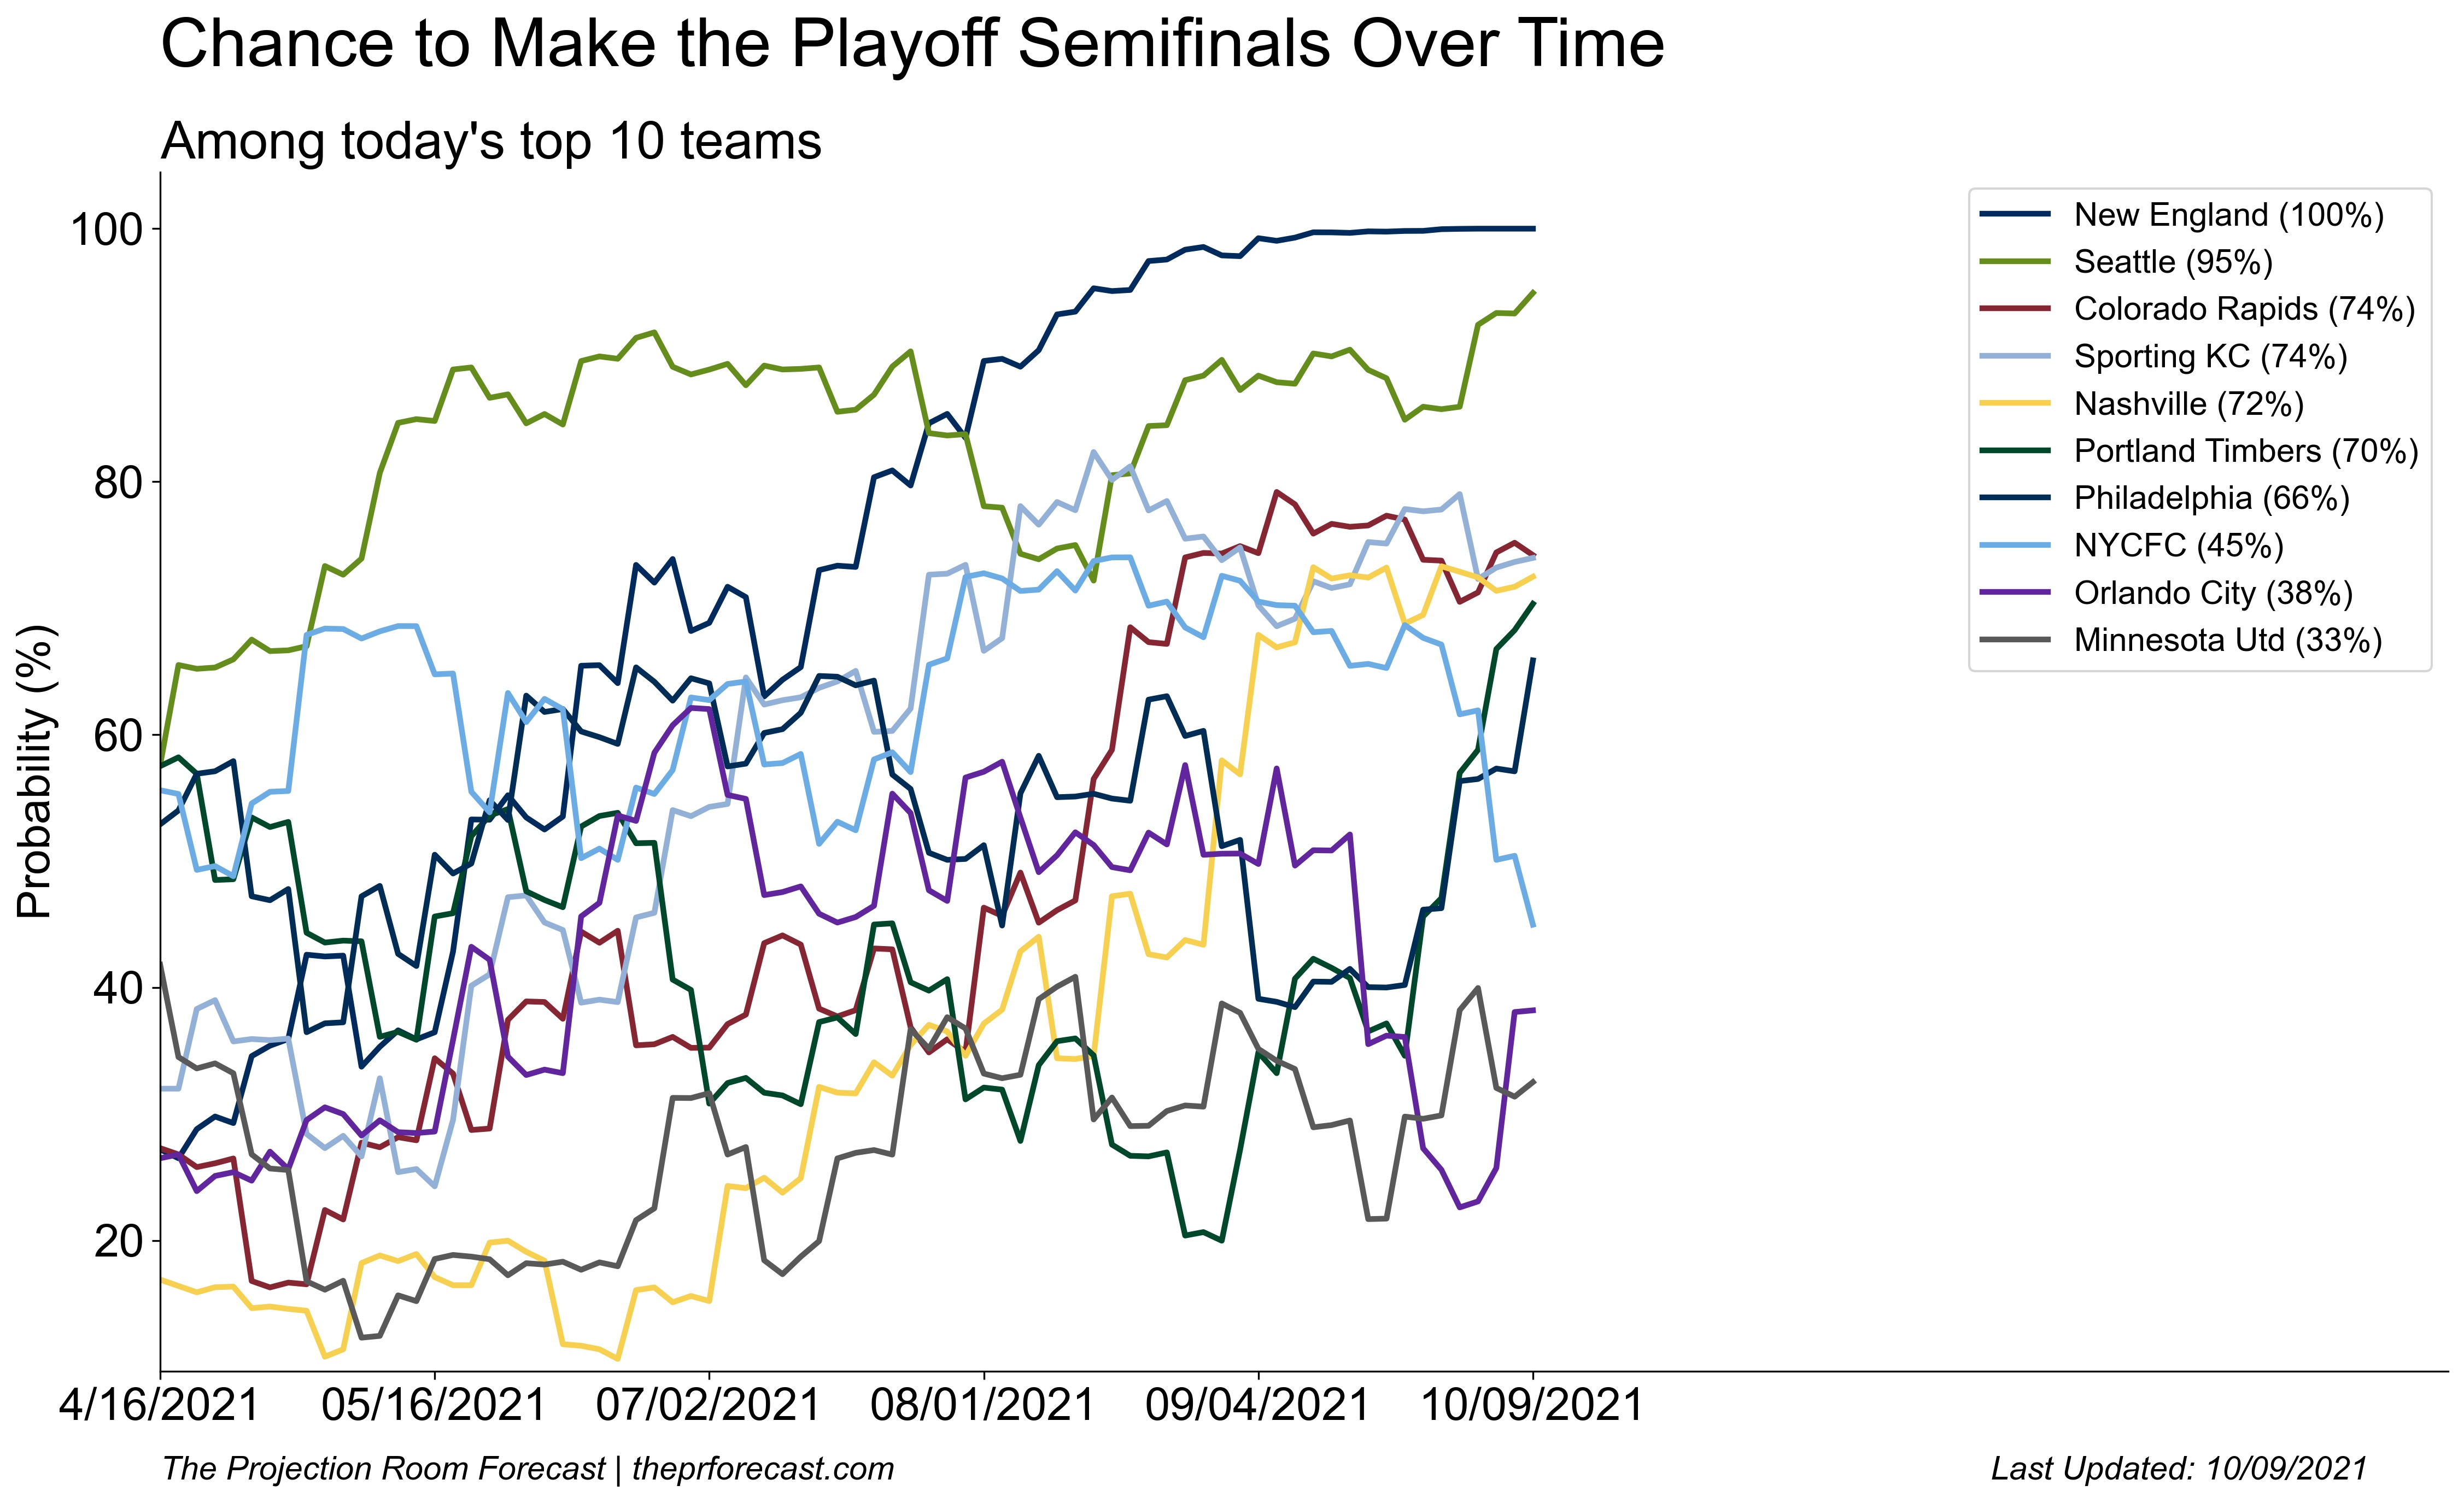 Chance to Make the Playoff Semifinals Over Time
Among today's top 10 teams
Probability (%)
100
80
60
40
20
4/16/2021
05/16/2021
07/02/2021
08/01/2021
09/04/2021
10/09/2021
New England (100%)
Seattle (95%)
Colorado Rapids (74%)
Sporting KC (74%)
Nashville (72%)
Portland Timbers (70%)
Philadelphia (66%)
NYCFC (45%)
Orlando City (38%)
Minnesota Utd (33%)
The Projection Room Forecast | theprforecast.com
Last Updated: 10/09/2021